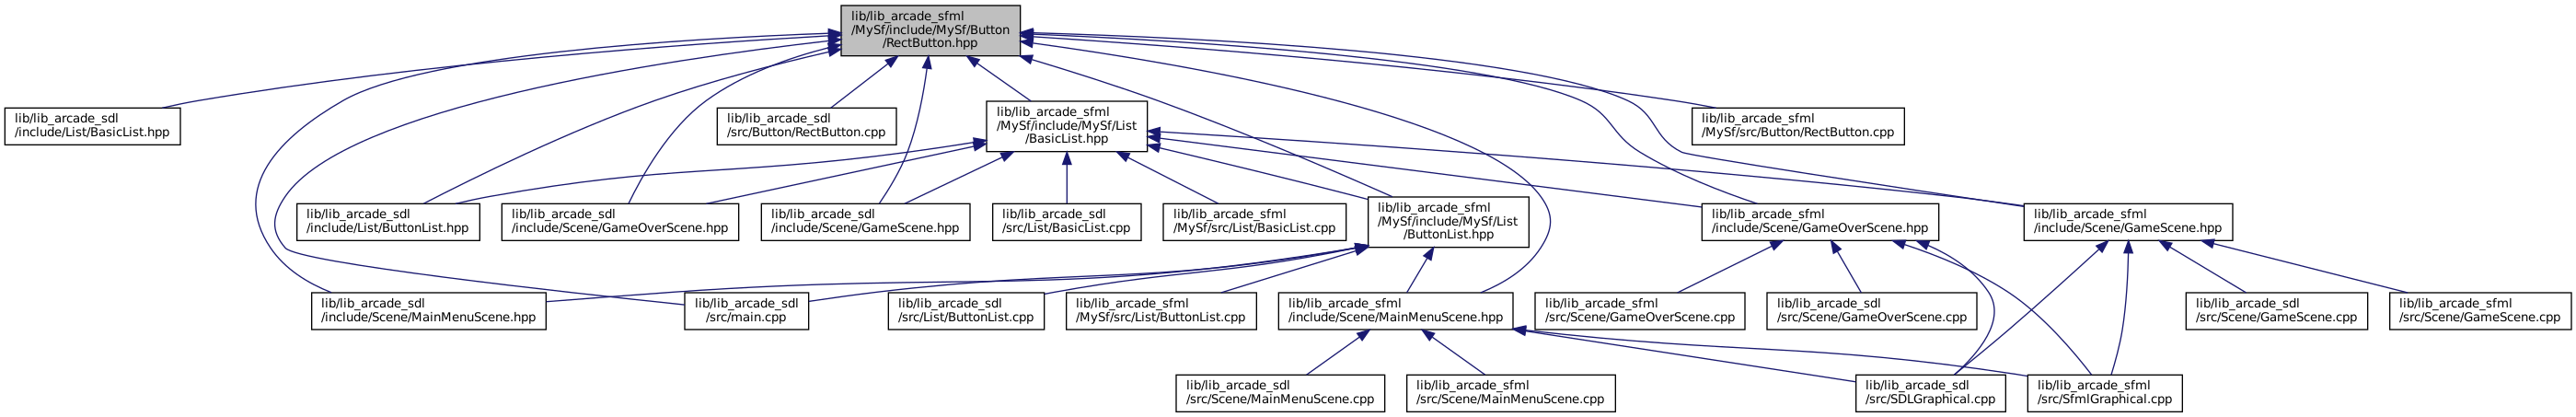 lib/lib_arcade_sfml
/MySf/include/MySf/Button
/RectButton.hpp
lib/lib_arcade_sdl
/include/List/BasicList.hpp
lib/lib_arcade_sdl
/src/Button/RectButton.cpp
lib/lib_arcade_sfml
/MySf/include/MySf/List
/BasicList.hpp
lib/lib_arcade_sfml
/MySf/src/Button/RectButton.cpp
lib/lib_arcade_sdl
/include/List/ButtonList.hpp
lib/lib_arcade_sdl
/include/Scene/GameOverScene.hpp
lib/lib_arcade_sdl
/include/Scene/GameScene.hpp
lib/lib_arcade_sdl
/src/List/BasicList.cpp
lib/lib_arcade_sfml
/MySf/src/List/BasicList.cpp
lib/lib_arcade_sfml
/MySf/include/MySf/List
/ButtonList.hpp
lib/lib_arcade_sfml
/include/Scene/GameOverScene.hpp
lib/lib_arcade_sfml
/include/Scene/GameScene.hpp
lib/lib_arcade_sdl
/include/Scene/MainMenuScene.hpp
lib/lib_arcade_sdl
/src/main.cpp
lib/lib_arcade_sdl
/src/List/ButtonList.cpp
lib/lib_arcade_sfml
/MySf/src/List/ButtonList.cpp
lib/lib_arcade_sfml
/include/Scene/MainMenuScene.hpp
lib/lib_arcade_sfml
/src/Scene/GameOverScene.cpp
lib/lib_arcade_sdl
/src/Scene/GameOverScene.cpp
lib/lib_arcade_sdl
/src/Scene/GameScene.cpp
lib/lib_arcade_sfml
/src/Scene/GameScene.cpp
lib/lib_arcade_sdl
/src/Scene/MainMenuScene.cpp
lib/lib_arcade_sfml
/src/Scene/MainMenuScene.cpp
lib/lib_arcade_sdl
/src/SDLGraphical.cpp
lib/lib_arcade_sfml
/src/SfmlGraphical.cpp